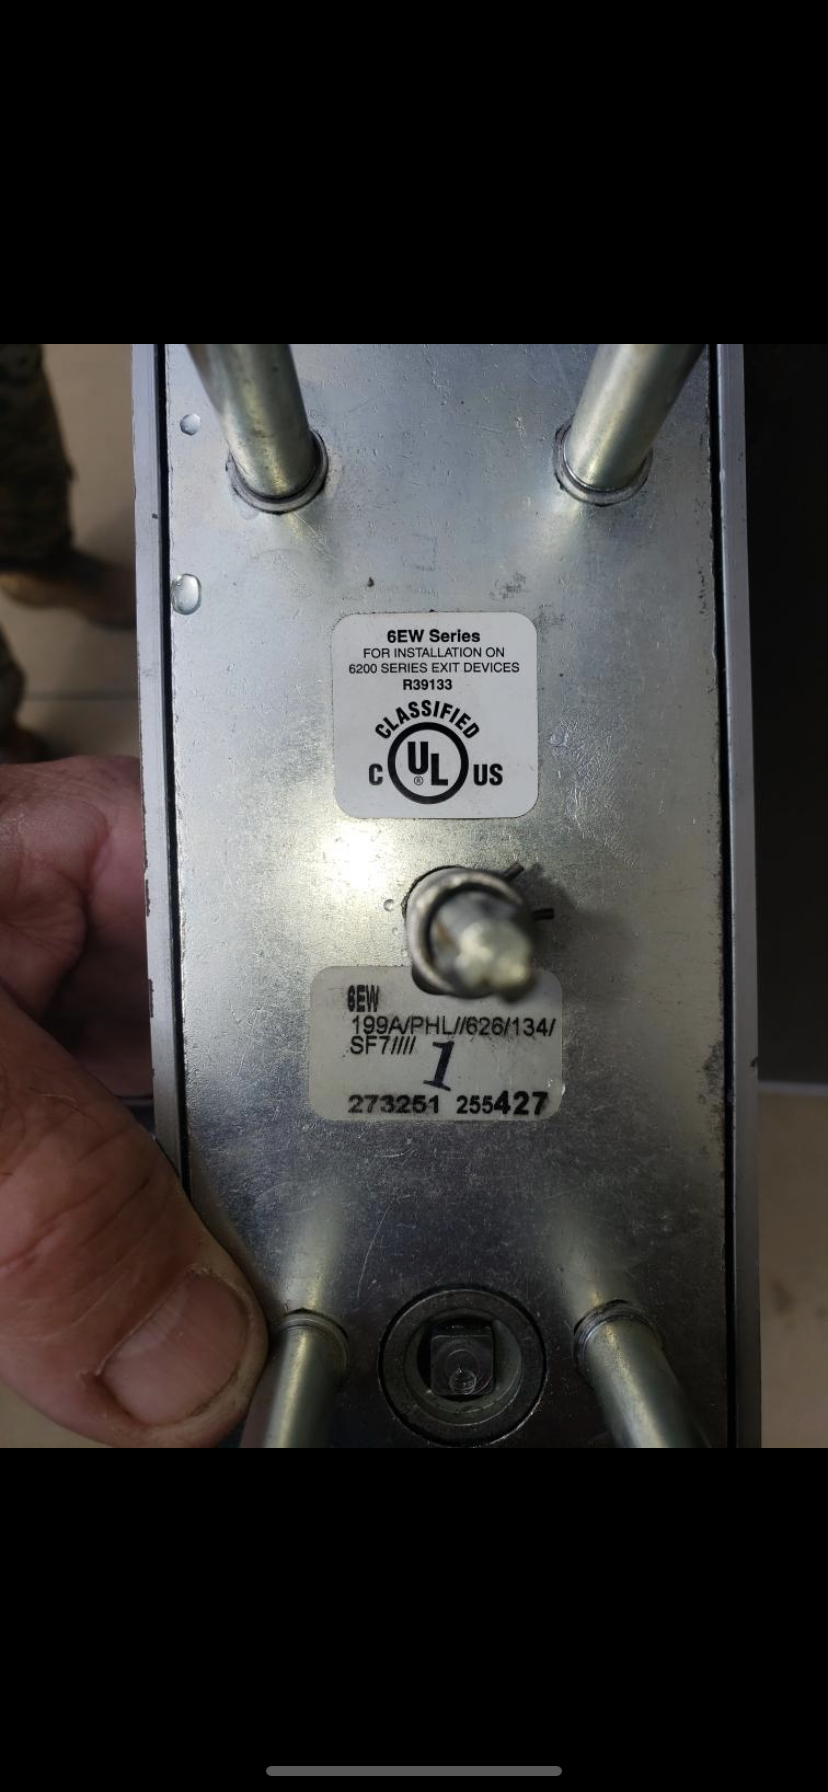 6EW Series
FOR INSTALLATION ON
6200 SERIES EXIT DEVICES
R39133
CLASSIFIED
C UL® US
6EW
199A/PHL//626/134/
SF7////
1
273251 255427